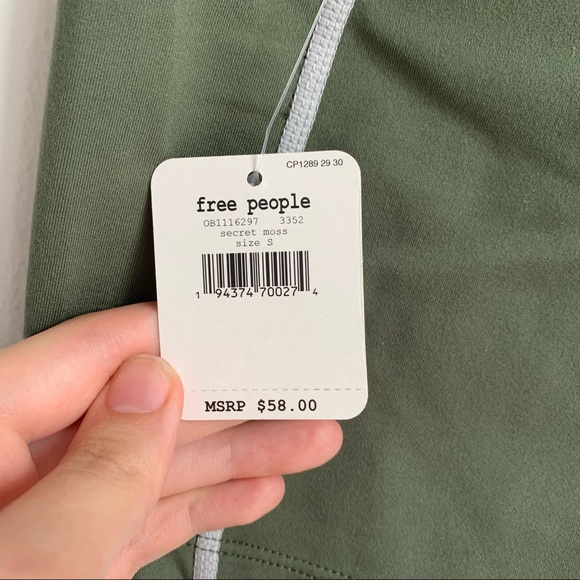 CP1289 29 30
free people
OB1116297 3352
secret moss
size S
1 94374 70027 4
MSRP $58.00